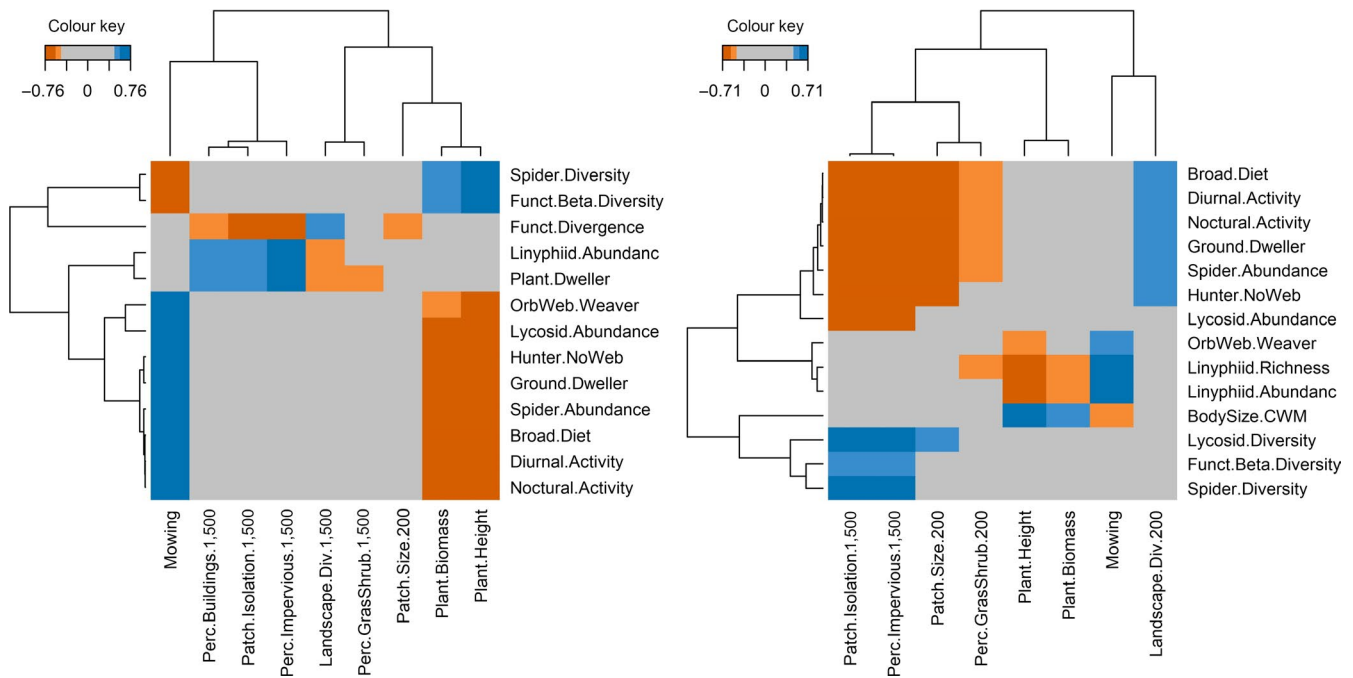 Colour key
−0.76 0 0.76
Spider.Diversity
Funct.Beta.Diversity
Funct.Divergence
Linyphiid.Abundanc
Plant.Dweller
OrbWeb.Weaver
Lycosid.Abundance
Hunter.NoWeb
Ground.Dweller
Spider.Abundance
Broad.Diet
Diurnal.Activity
Noctural.Activity
Mowing
Perc.Buildings.1,500
Patch.Isolation.1,500
Perc.Impervious.1,500
Landscape.Div.1,500
Perc.GrasShrub.1,500
Patch.Size.200
Plant.Biomass
Plant.Height
Colour key
−0.71 0 0.71
Broad.Diet
Diurnal.Activity
Noctural.Activity
Ground.Dweller
Spider.Abundance
Hunter.NoWeb
Lycosid.Abundance
OrbWeb.Weaver
Linyphiid.Richness
Linyphiid.Abundanc
BodySize.CWM
Lycosid.Diversity
Funct.Beta.Diversity
Spider.Diversity
Patch.Isolation.1,500
Perc.Impervious.1,500
Patch.Size.200
Perc.GrasShrub.200
Plant.Height
Plant.Biomass
Mowing
Landscape.Div.200